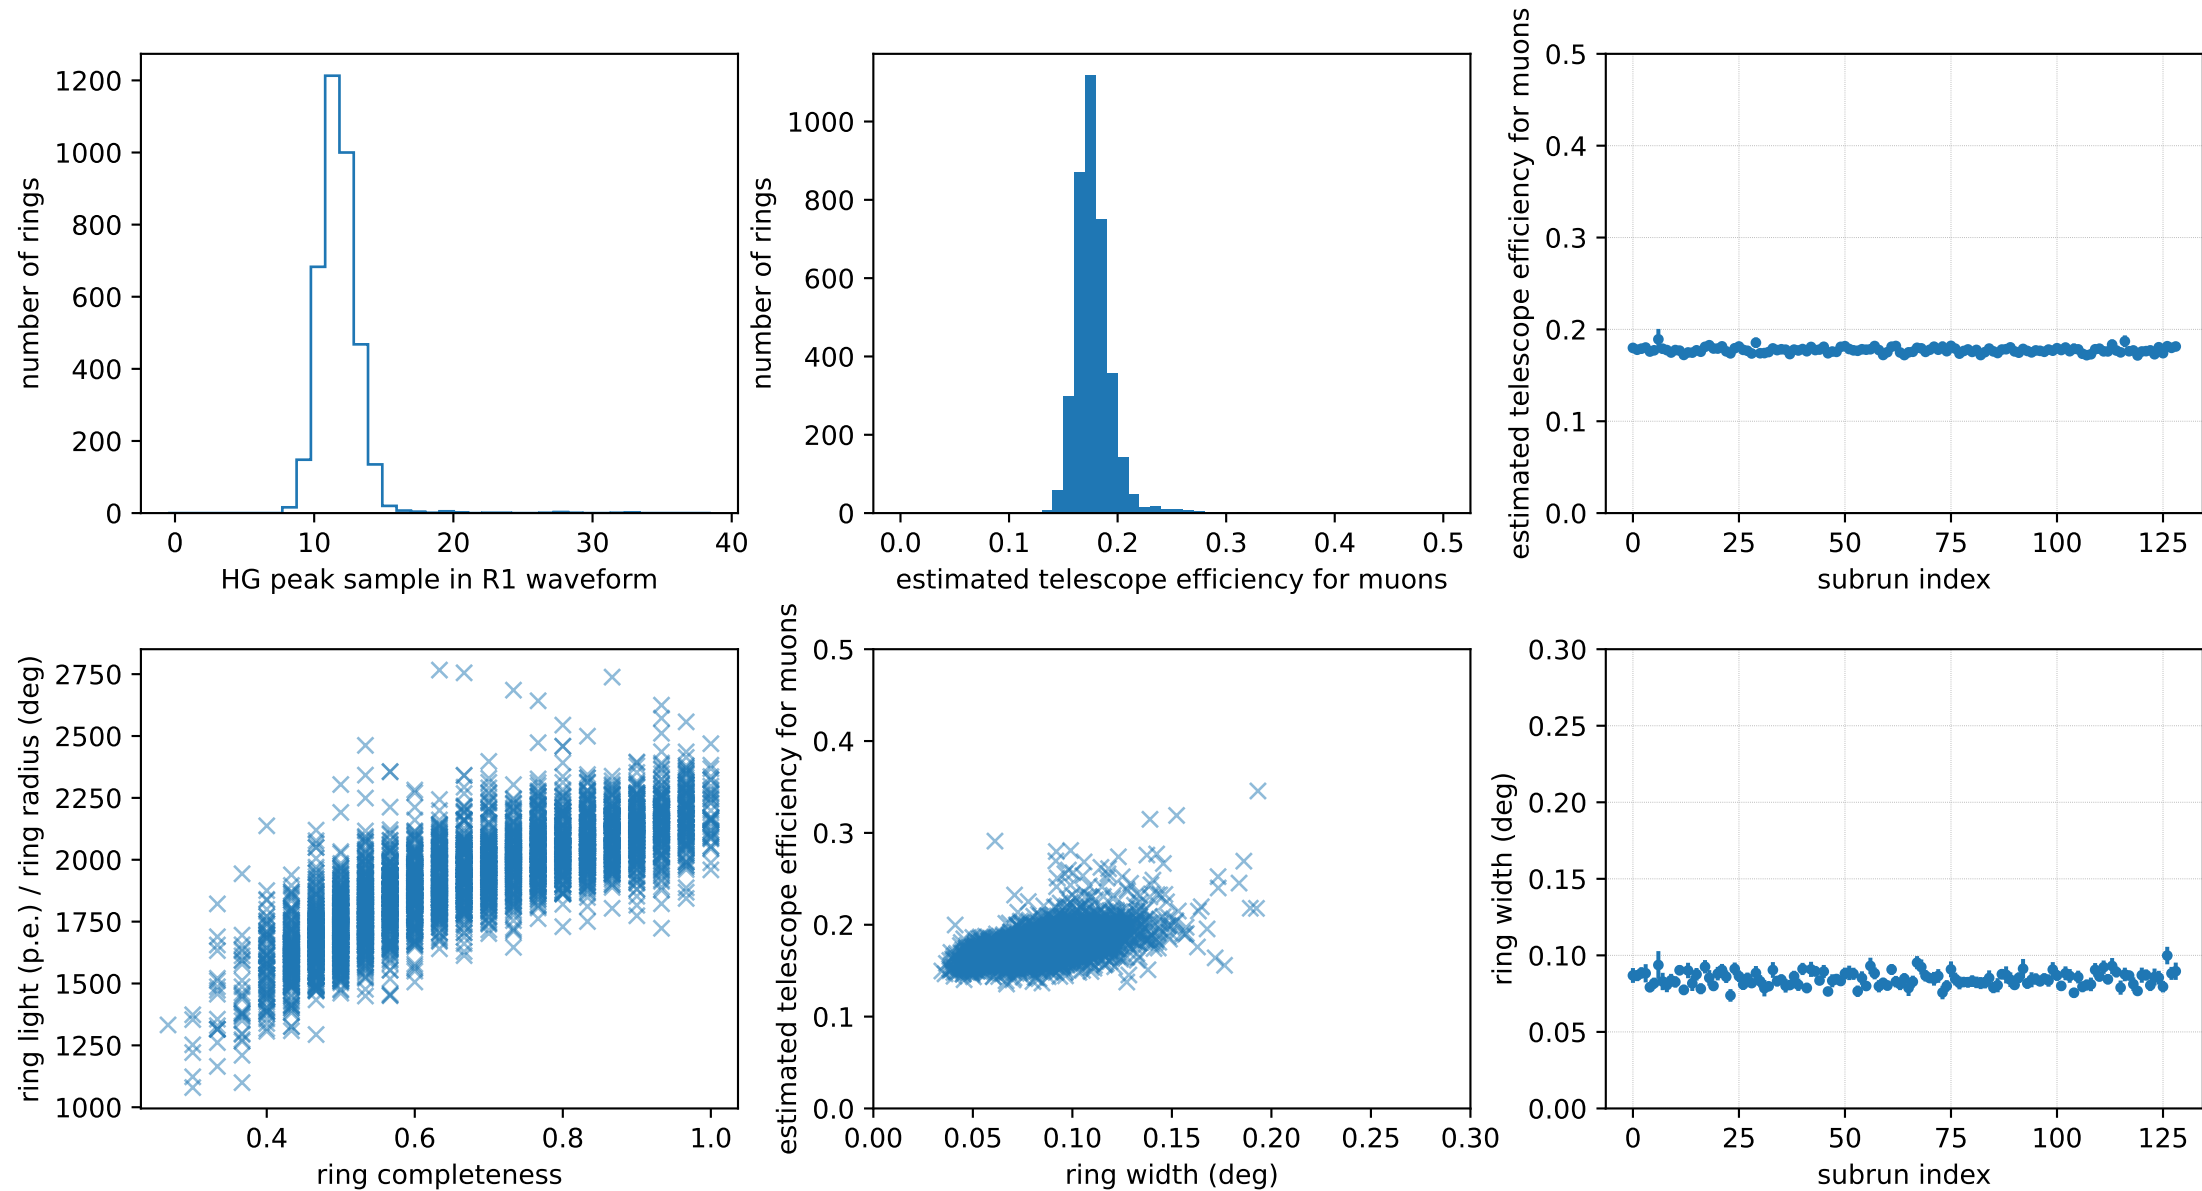 number of rings
1200
1000
800
600
400
200
0
0 10 20 30 40
HG peak sample in R1 waveform
number of rings
1000
800
600
400
200
0
0.0 0.1 0.2 0.3 0.4 0.5
estimated telescope efficiency for muons
estimated telescope efficiency for muons
0.5
0.4
0.3
0.2
0.1
0.0
0 25 50 75 100 125
subrun index
ring light (p.e.) / ring radius (deg)
2750
2500
2250
2000
1750
1500
1250
1000
0.4 0.6 0.8 1.0
ring completeness
estimated telescope efficiency for muons
0.5
0.4
0.3
0.2
0.1
0.0
0.00 0.05 0.10 0.15 0.20 0.25 0.30
ring width (deg)
ring width (deg)
0.30
0.25
0.20
0.15
0.10
0.05
0.00
0 25 50 75 100 125
subrun index